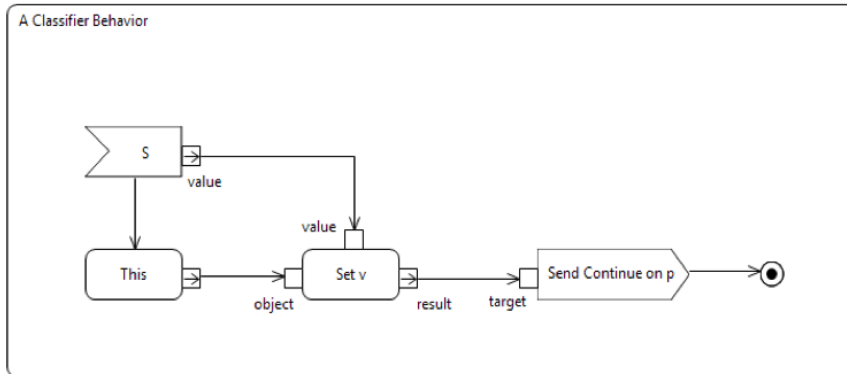 A Classifier Behavior
S
value
value
This
object
Set v
result
target
Send Continue on p